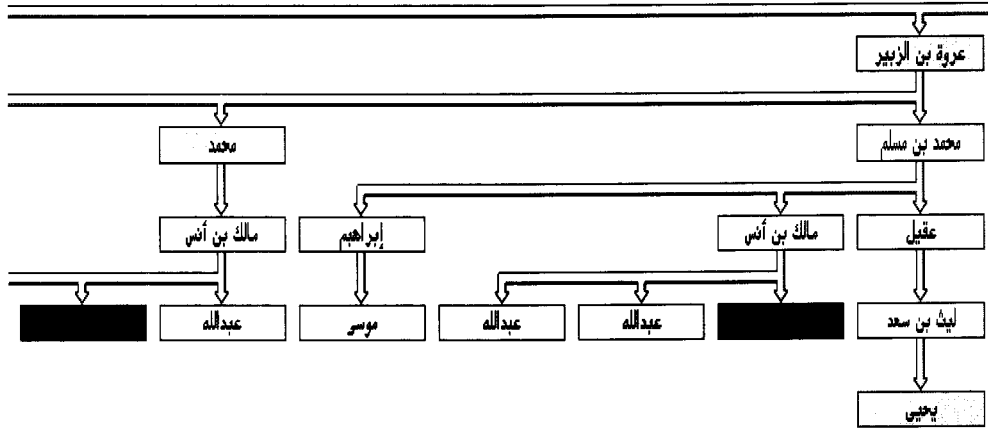 عروة بن الزبير
محمد بن مسلم
محمد
عقيل
مالك بن أنس
إبراهيم
مالك بن أنس
ليث بن سعد
عبدالله
عبدالله
موسى
عبدالله
يحيى